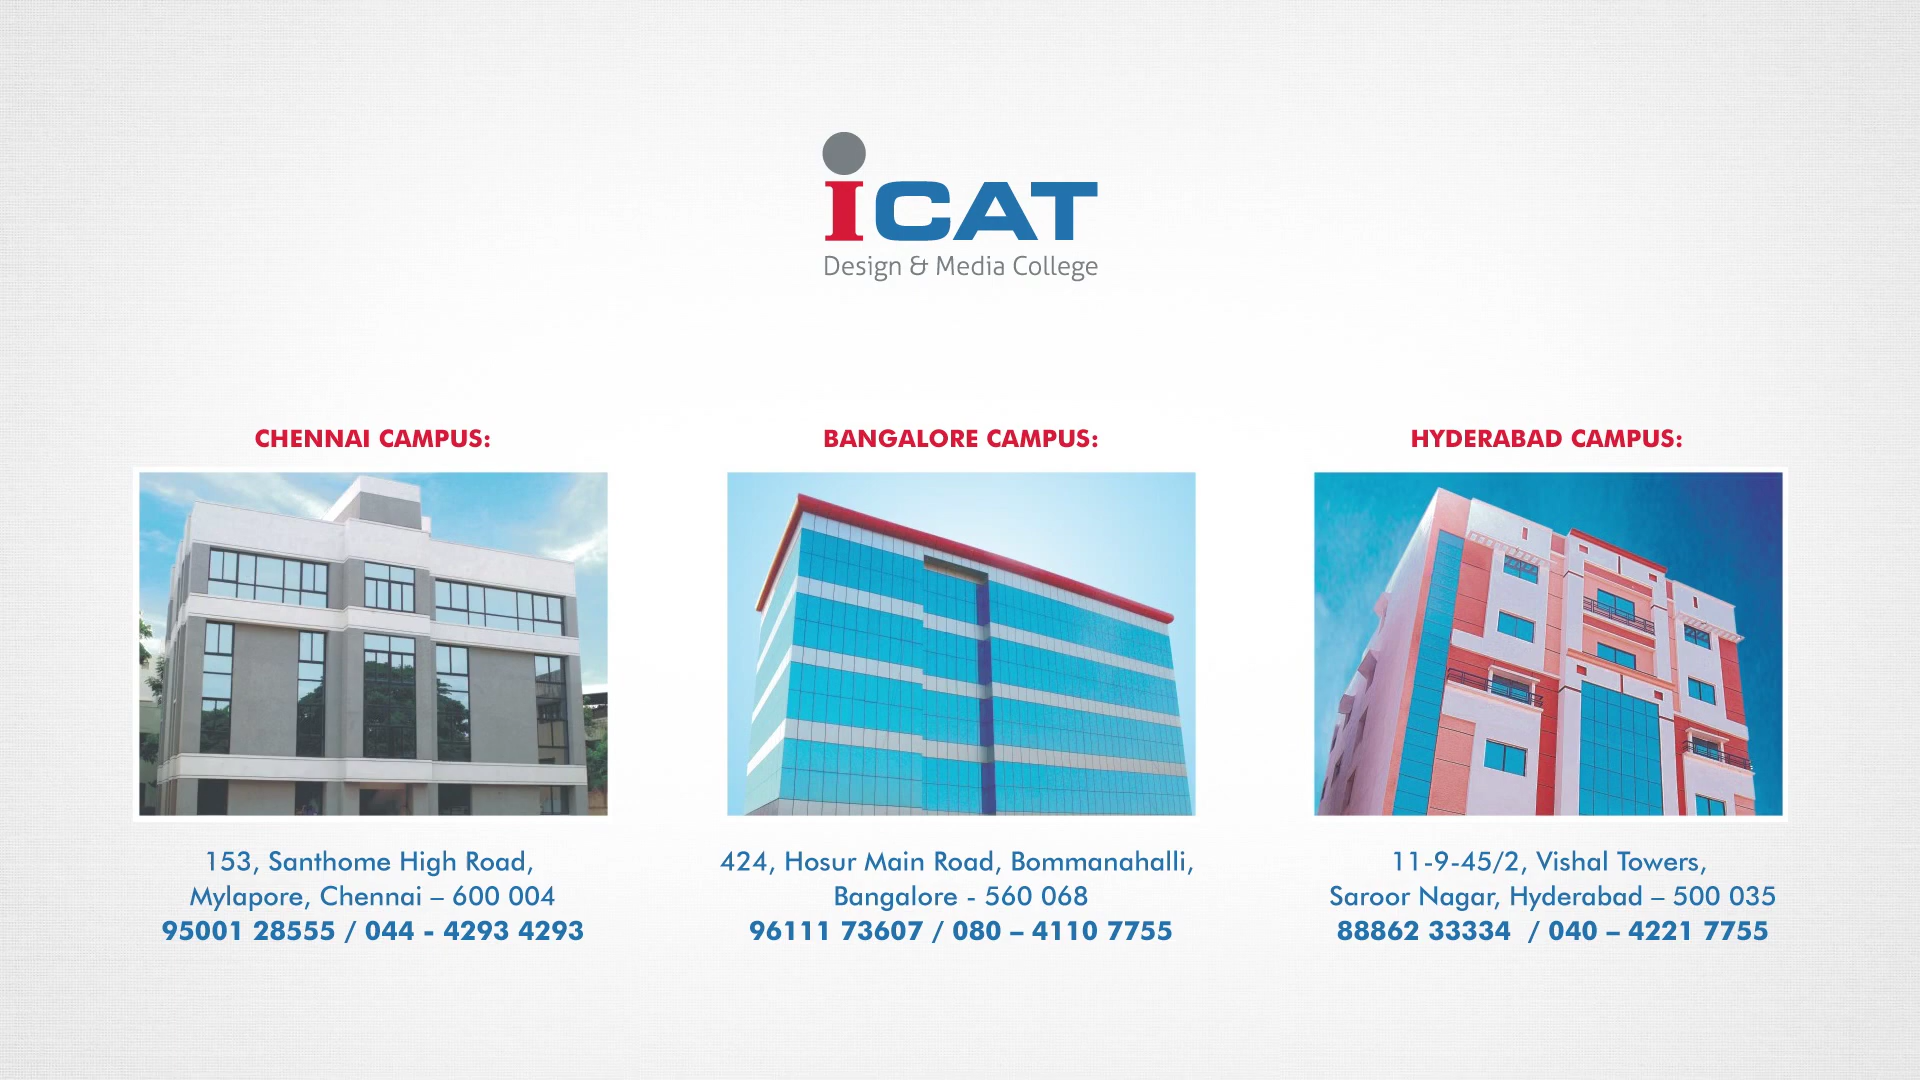 iCAT
Design & Media College
CHENNAI CAMPUS:
153, Santhome High Road,
Mylapore, Chennai – 600 004
95001 28555 / 044 - 4293 4293
BANGALORE CAMPUS:
424, Hosur Main Road, Bommanahalli,
Bangalore - 560 068
96111 73607 / 080 – 4110 7755
HYDERABAD CAMPUS:
11-9-45/2, Vishal Towers,
Saroor Nagar, Hyderabad – 500 035
88862 33334 / 040 – 4221 7755